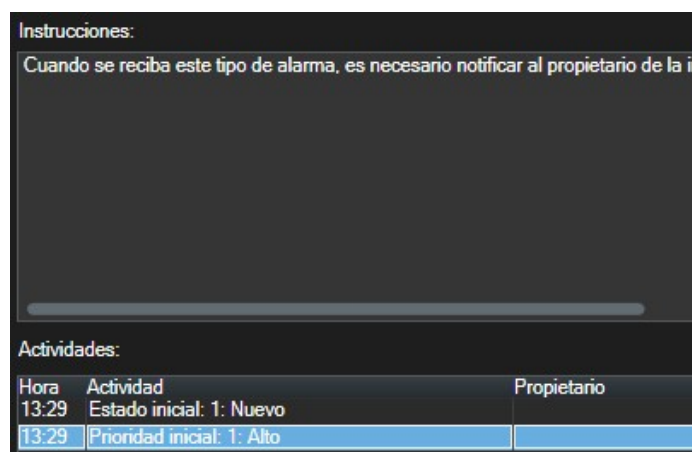 Instrucciones:
Cuando se reciba este tipo de alarma, es necesario notificar al propietario de la
Actividades:
Hora Actividad Propietario
13:29 Estado inicial: 1: Nuevo
13:29 Prioridad inicial: 1: Alto